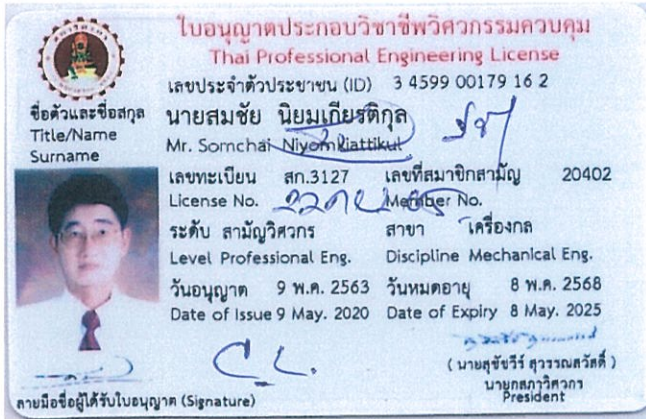 ใบอนุญาตประกอบวิชาชีพวิศวกรรมควบคุม
Thai Professional Engineering License
เลขประจำตัวประชาชน (ID) 3 4599 00179 16 2
ชื่อตัวและชื่อสกุล นายสมชัย นิยมเกียรติกุล
Title/Name Mr. Somchai Niyomkiattikul
Surname
เลขทะเบียน สก.3127 เลขที่สมาชิกสามัญ 20402
License No. Member No.
ระดับ สามัญวิศวกร สาขา เครื่องกล
Level Professional Eng. Discipline Mechanical Eng.
วันอนุญาต 9 พ.ค. 2563 วันหมดอายุ 8 พ.ค. 2568
Date of Issue 9 May. 2020 Date of Expiry 8 May. 2025
( นายสุชัชวีร์ สุวรรณสวัสดิ์ )
นายกสภาวิศวกร
President
ลายมือชื่อผู้ได้รับใบอนุญาต (Signature)